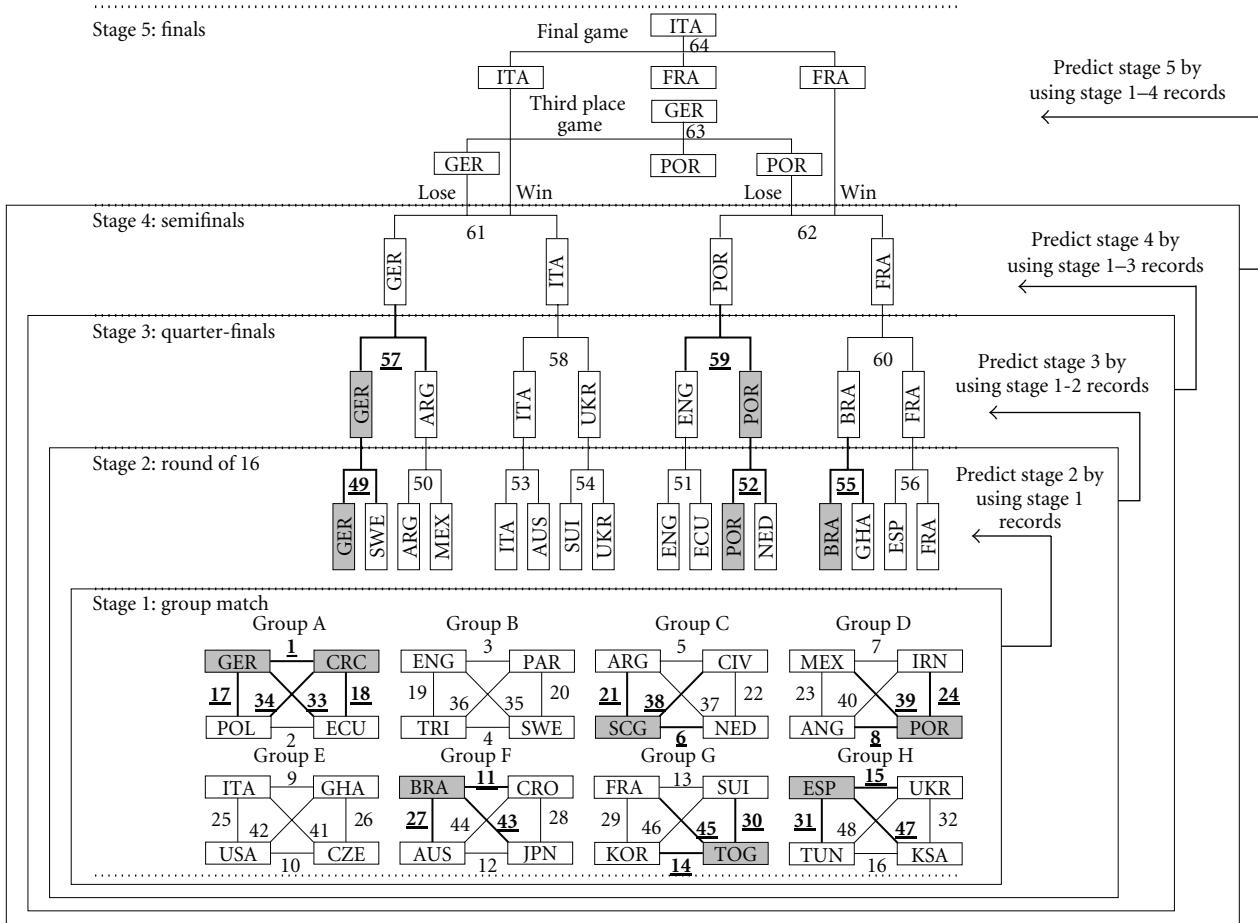 Stage 5: finals
Final game
ITA
64
ITA
FRA
FRA
Third place
game
GER
63
GER
POR
POR
Lose
Win
Lose
Win
Predict stage 5 by
using stage 1–4 records
Stage 4: semifinals
61
62
GER
ITA
POR
FRA
Predict stage 4 by
using stage 1–3 records
Stage 3: quarter-finals
57
58
59
60
GER
ARG
ITA
UKR
ENG
POR
BRA
FRA
Predict stage 3 by
using stage 1-2 records
Stage 2: round of 16
49
50
53
54
51
52
55
56
GER
SWE
ARG
MEX
ITA
AUS
SUI
UKR
ENG
ECU
POR
NED
BRA
GHA
ESP
FRA
Predict stage 2 by
using stage 1
records
Stage 1: group match
Group A
1
GER
CRC
17
34
33
18
POL
ECU
2
Group B
3
ENG
PAR
19
36
35
20
TRI
SWE
4
Group C
5
ARG
CIV
21
38
37
22
SCG
NED
6
Group D
7
MEX
IRN
23
40
39
24
ANG
POR
8
Group E
9
ITA
GHA
25
42
41
26
USA
CZE
10
Group F
11
BRA
CRO
27
44
43
28
AUS
JPN
12
Group G
13
FRA
SUI
29
46
45
30
KOR
TOG
14
Group H
15
ESP
UKR
31
48
47
32
TUN
KSA
16